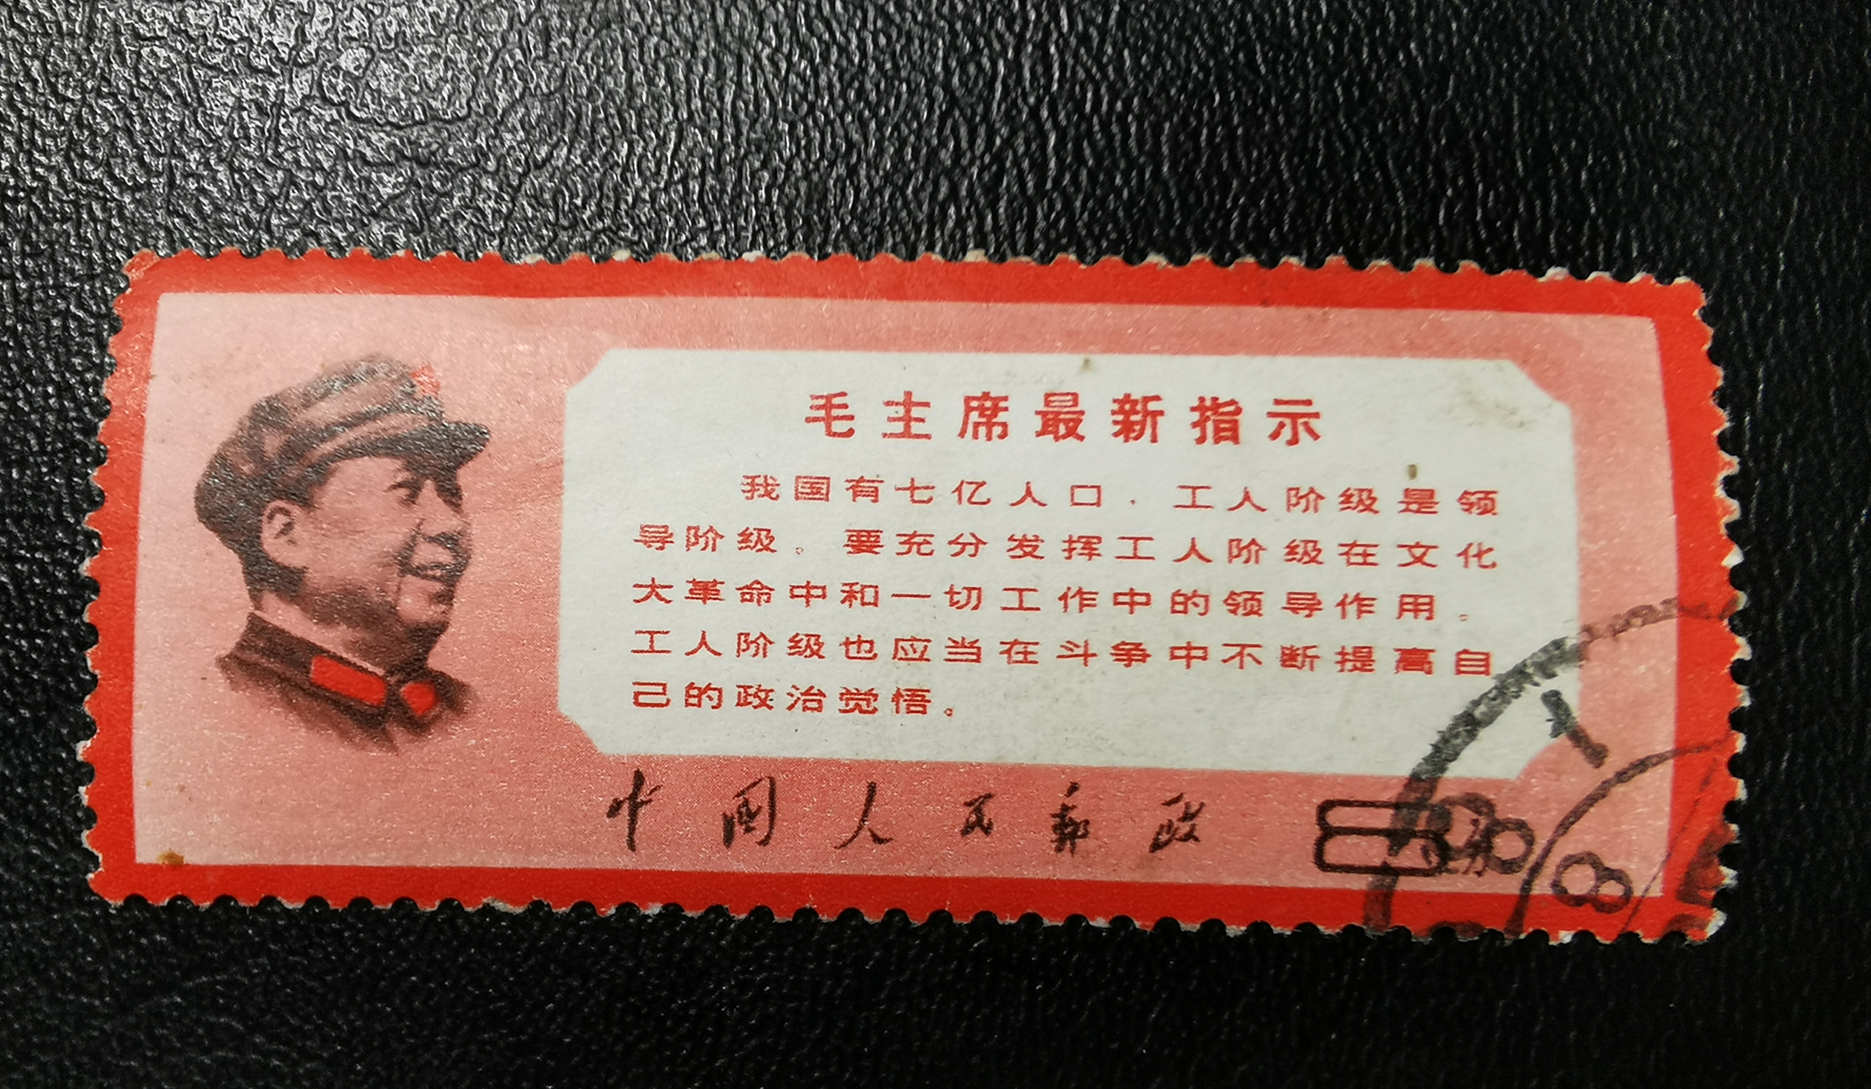 毛主席最新指示
我国有七亿人口，工人阶级是领
导阶级。要充分发挥工人阶级在文化
大革命中和一切工作中的领导作用。
工人阶级也应当在斗争中不断提高自
己的政治觉悟。
中国人民邮政 8分